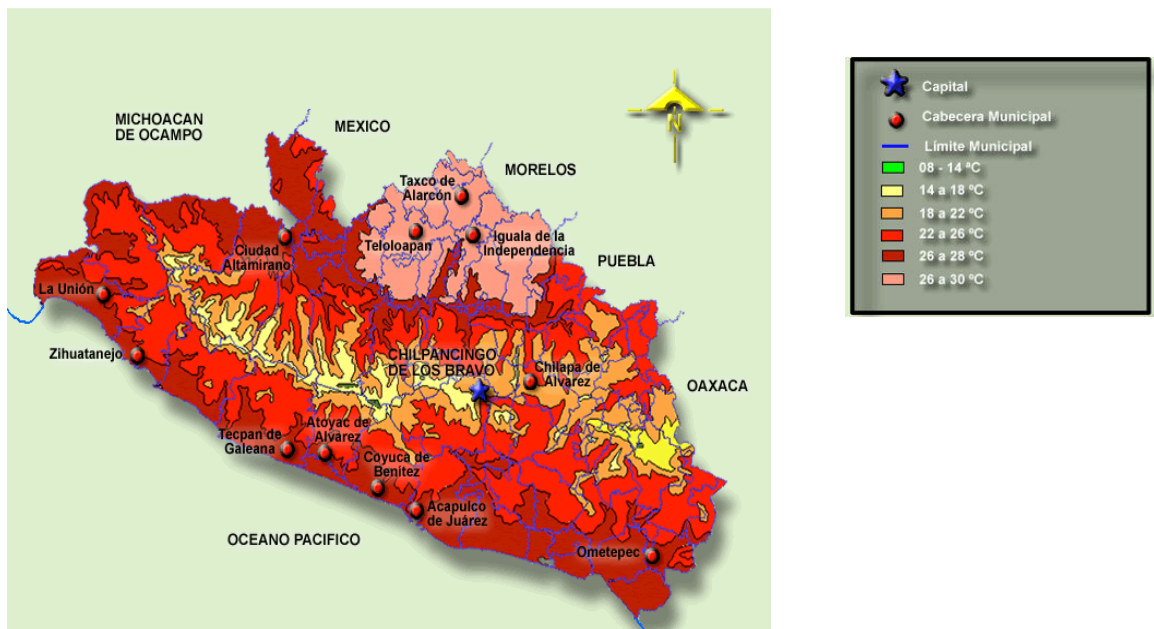 MICHOACAN
DE OCAMPO
MEXICO
MORELOS
PUEBLA
OAXACA
OCEANO PACIFICO
N
Taxco de
Alarcón
Teloloapan
Iguala de la
Independencia
Ciudad
Altamirano
La Unión
Zihuatanejo
CHILPANCINGO
DE LOS BRAVO
Chilapa de
Alvarez
Tecpan de
Galeana
Atoyac de
Alvárez
Coyuca de
Benitez
Acapulco
de Juárez
Ometepec
Capital
Cabecera Municipal
Límite Municipal
08 - 14 ºC
14 a 18 ºC
18 a 22 ºC
22 a 26 ºC
26 a 28 ºC
26 a 30 ºC